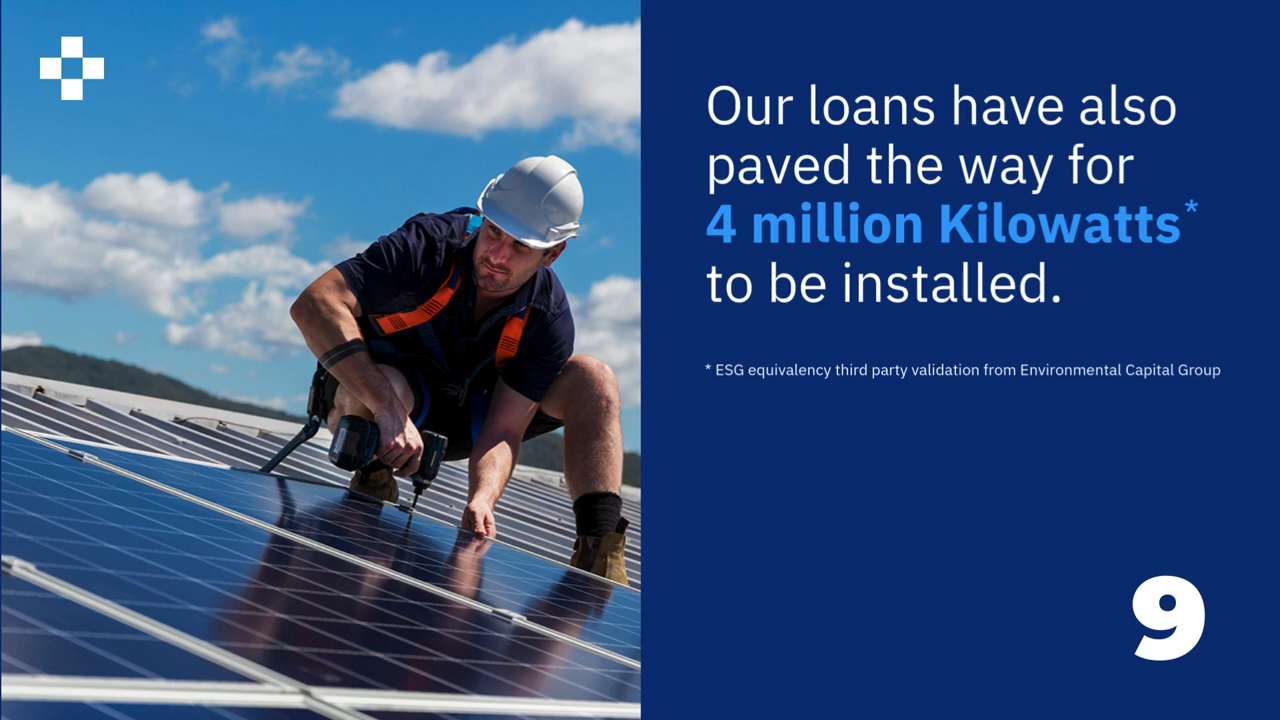 Our loans have also
paved the way for
4 million Kilowatts*
to be installed.
* ESG equivalency third party validation from Environmental Capital Group
9